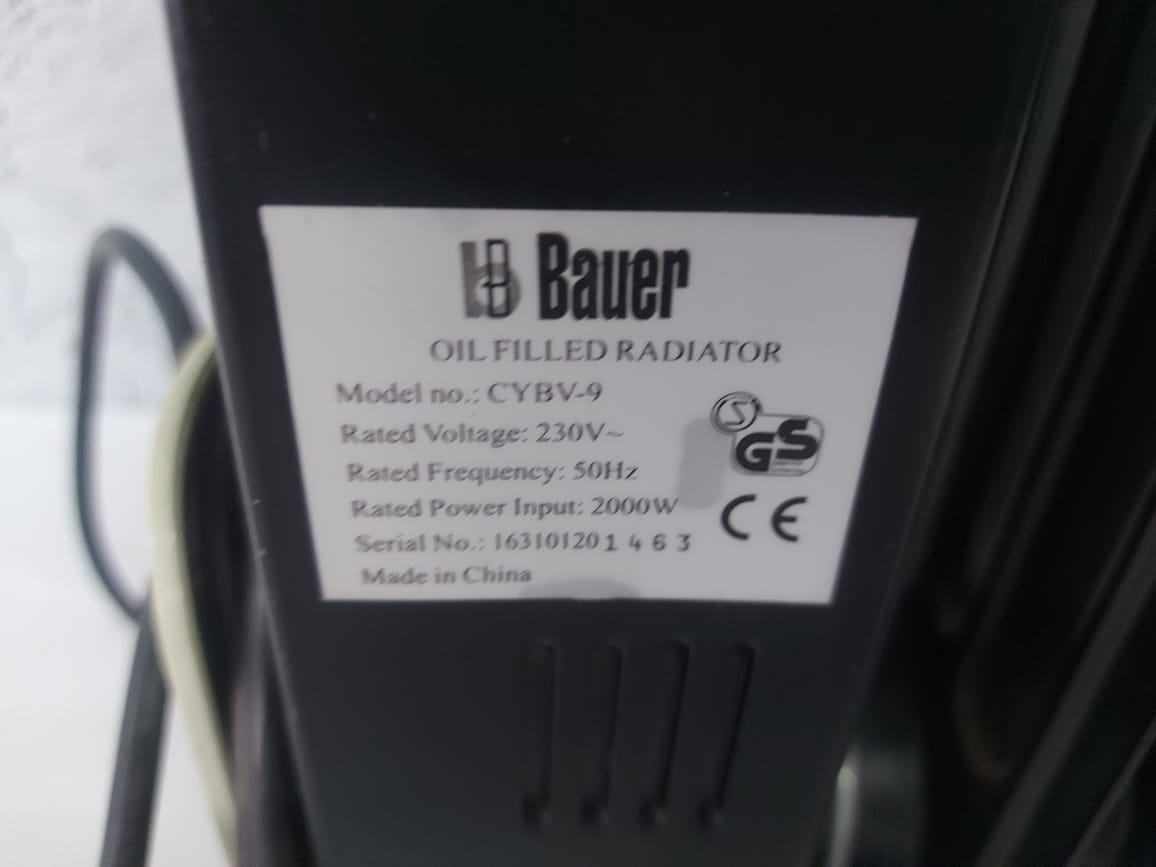 b Bauer
OIL FILLED RADIATOR
Model no.: CYBV-9
Rated Voltage: 230V~
Rated Frequency: 50Hz
Rated Power Input: 2000W
Serial No.: 163101201463
Made in China
S GS
CE